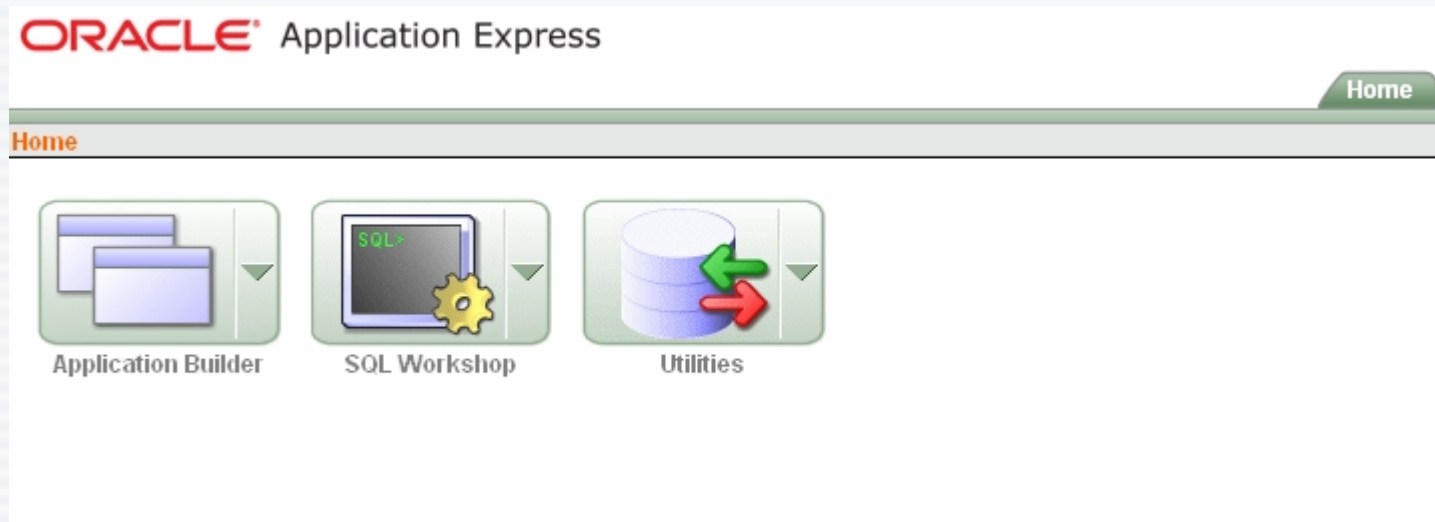 ORACLE® Application Express
Home
Home
SQL>
Application Builder SQL Workshop Utilities